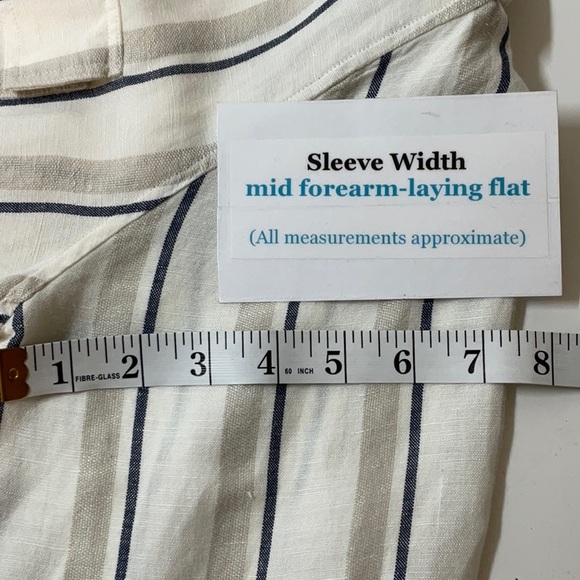 Sleeve Width
mid forearm-laying flat
(All measurements approximate)
1 2 3 4 5 6 7 8
FIBRE-GLASS 60 INCH